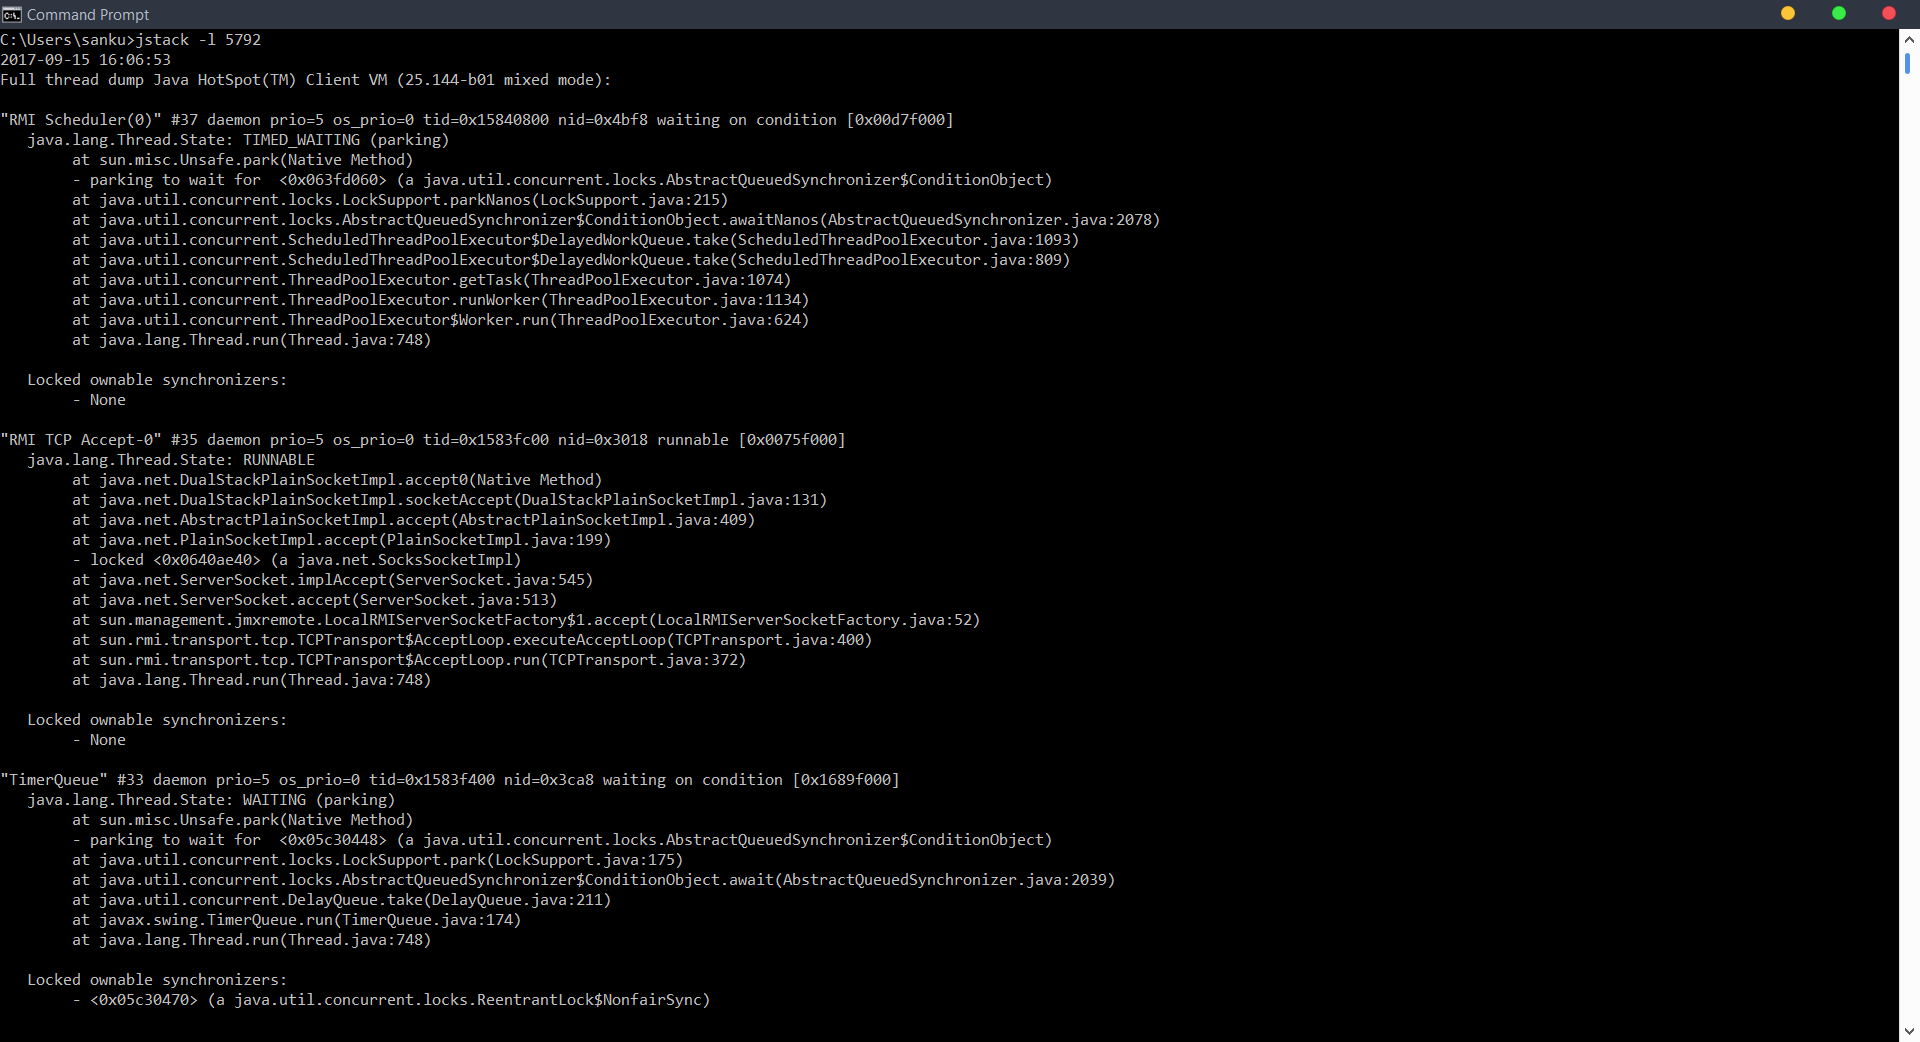 Command Prompt
C:\Users\sanku>jstack -l 5792
2017-09-15 16:06:53
Full thread dump Java HotSpot(TM) Client VM (25.144-b01 mixed mode):

"RMI Scheduler(0)" #37 daemon prio=5 os_prio=0 tid=0x15840800 nid=0x4bf8 waiting on condition [0x00d7f000]
   java.lang.Thread.State: TIMED_WAITING (parking)
        at sun.misc.Unsafe.park(Native Method)
        - parking to wait for  <0x063fd060> (a java.util.concurrent.locks.AbstractQueuedSynchronizer$ConditionObject)
        at java.util.concurrent.locks.LockSupport.parkNanos(LockSupport.java:215)
        at java.util.concurrent.locks.AbstractQueuedSynchronizer$ConditionObject.awaitNanos(AbstractQueuedSynchronizer.java:2078)
        at java.util.concurrent.ScheduledThreadPoolExecutor$DelayedWorkQueue.take(ScheduledThreadPoolExecutor.java:1093)
        at java.util.concurrent.ScheduledThreadPoolExecutor$DelayedWorkQueue.take(ScheduledThreadPoolExecutor.java:809)
        at java.util.concurrent.ThreadPoolExecutor.getTask(ThreadPoolExecutor.java:1074)
        at java.util.concurrent.ThreadPoolExecutor.runWorker(ThreadPoolExecutor.java:1134)
        at java.util.concurrent.ThreadPoolExecutor$Worker.run(ThreadPoolExecutor.java:624)
        at java.lang.Thread.run(Thread.java:748)

   Locked ownable synchronizers:
        - None

"RMI TCP Accept-0" #35 daemon prio=5 os_prio=0 tid=0x1583fc00 nid=0x3018 runnable [0x0075f000]
   java.lang.Thread.State: RUNNABLE
        at java.net.DualStackPlainSocketImpl.accept0(Native Method)
        at java.net.DualStackPlainSocketImpl.socketAccept(DualStackPlainSocketImpl.java:131)
        at java.net.AbstractPlainSocketImpl.accept(AbstractPlainSocketImpl.java:409)
        at java.net.PlainSocketImpl.accept(PlainSocketImpl.java:199)
        - locked <0x0640ae40> (a java.net.SocksSocketImpl)
        at java.net.ServerSocket.implAccept(ServerSocket.java:545)
        at java.net.ServerSocket.accept(ServerSocket.java:513)
        at sun.management.jmxremote.LocalRMIServerSocketFactory$1.accept(LocalRMIServerSocketFactory.java:52)
        at sun.rmi.transport.tcp.TCPTransport$AcceptLoop.executeAcceptLoop(TCPTransport.java:400)
        at sun.rmi.transport.tcp.TCPTransport$AcceptLoop.run(TCPTransport.java:372)
        at java.lang.Thread.run(Thread.java:748)

   Locked ownable synchronizers:
        - None

"TimerQueue" #33 daemon prio=5 os_prio=0 tid=0x1583f400 nid=0x3ca8 waiting on condition [0x1689f000]
   java.lang.Thread.State: WAITING (parking)
        at sun.misc.Unsafe.park(Native Method)
        - parking to wait for  <0x05c30448> (a java.util.concurrent.locks.AbstractQueuedSynchronizer$ConditionObject)
        at java.util.concurrent.locks.LockSupport.park(LockSupport.java:175)
        at java.util.concurrent.locks.AbstractQueuedSynchronizer$ConditionObject.await(AbstractQueuedSynchronizer.java:2039)
        at java.util.concurrent.DelayQueue.take(DelayQueue.java:211)
        at javax.swing.TimerQueue.run(TimerQueue.java:174)
        at java.lang.Thread.run(Thread.java:748)

   Locked ownable synchronizers:
        - <0x05c30470> (a java.util.concurrent.locks.ReentrantLock$NonfairSync)